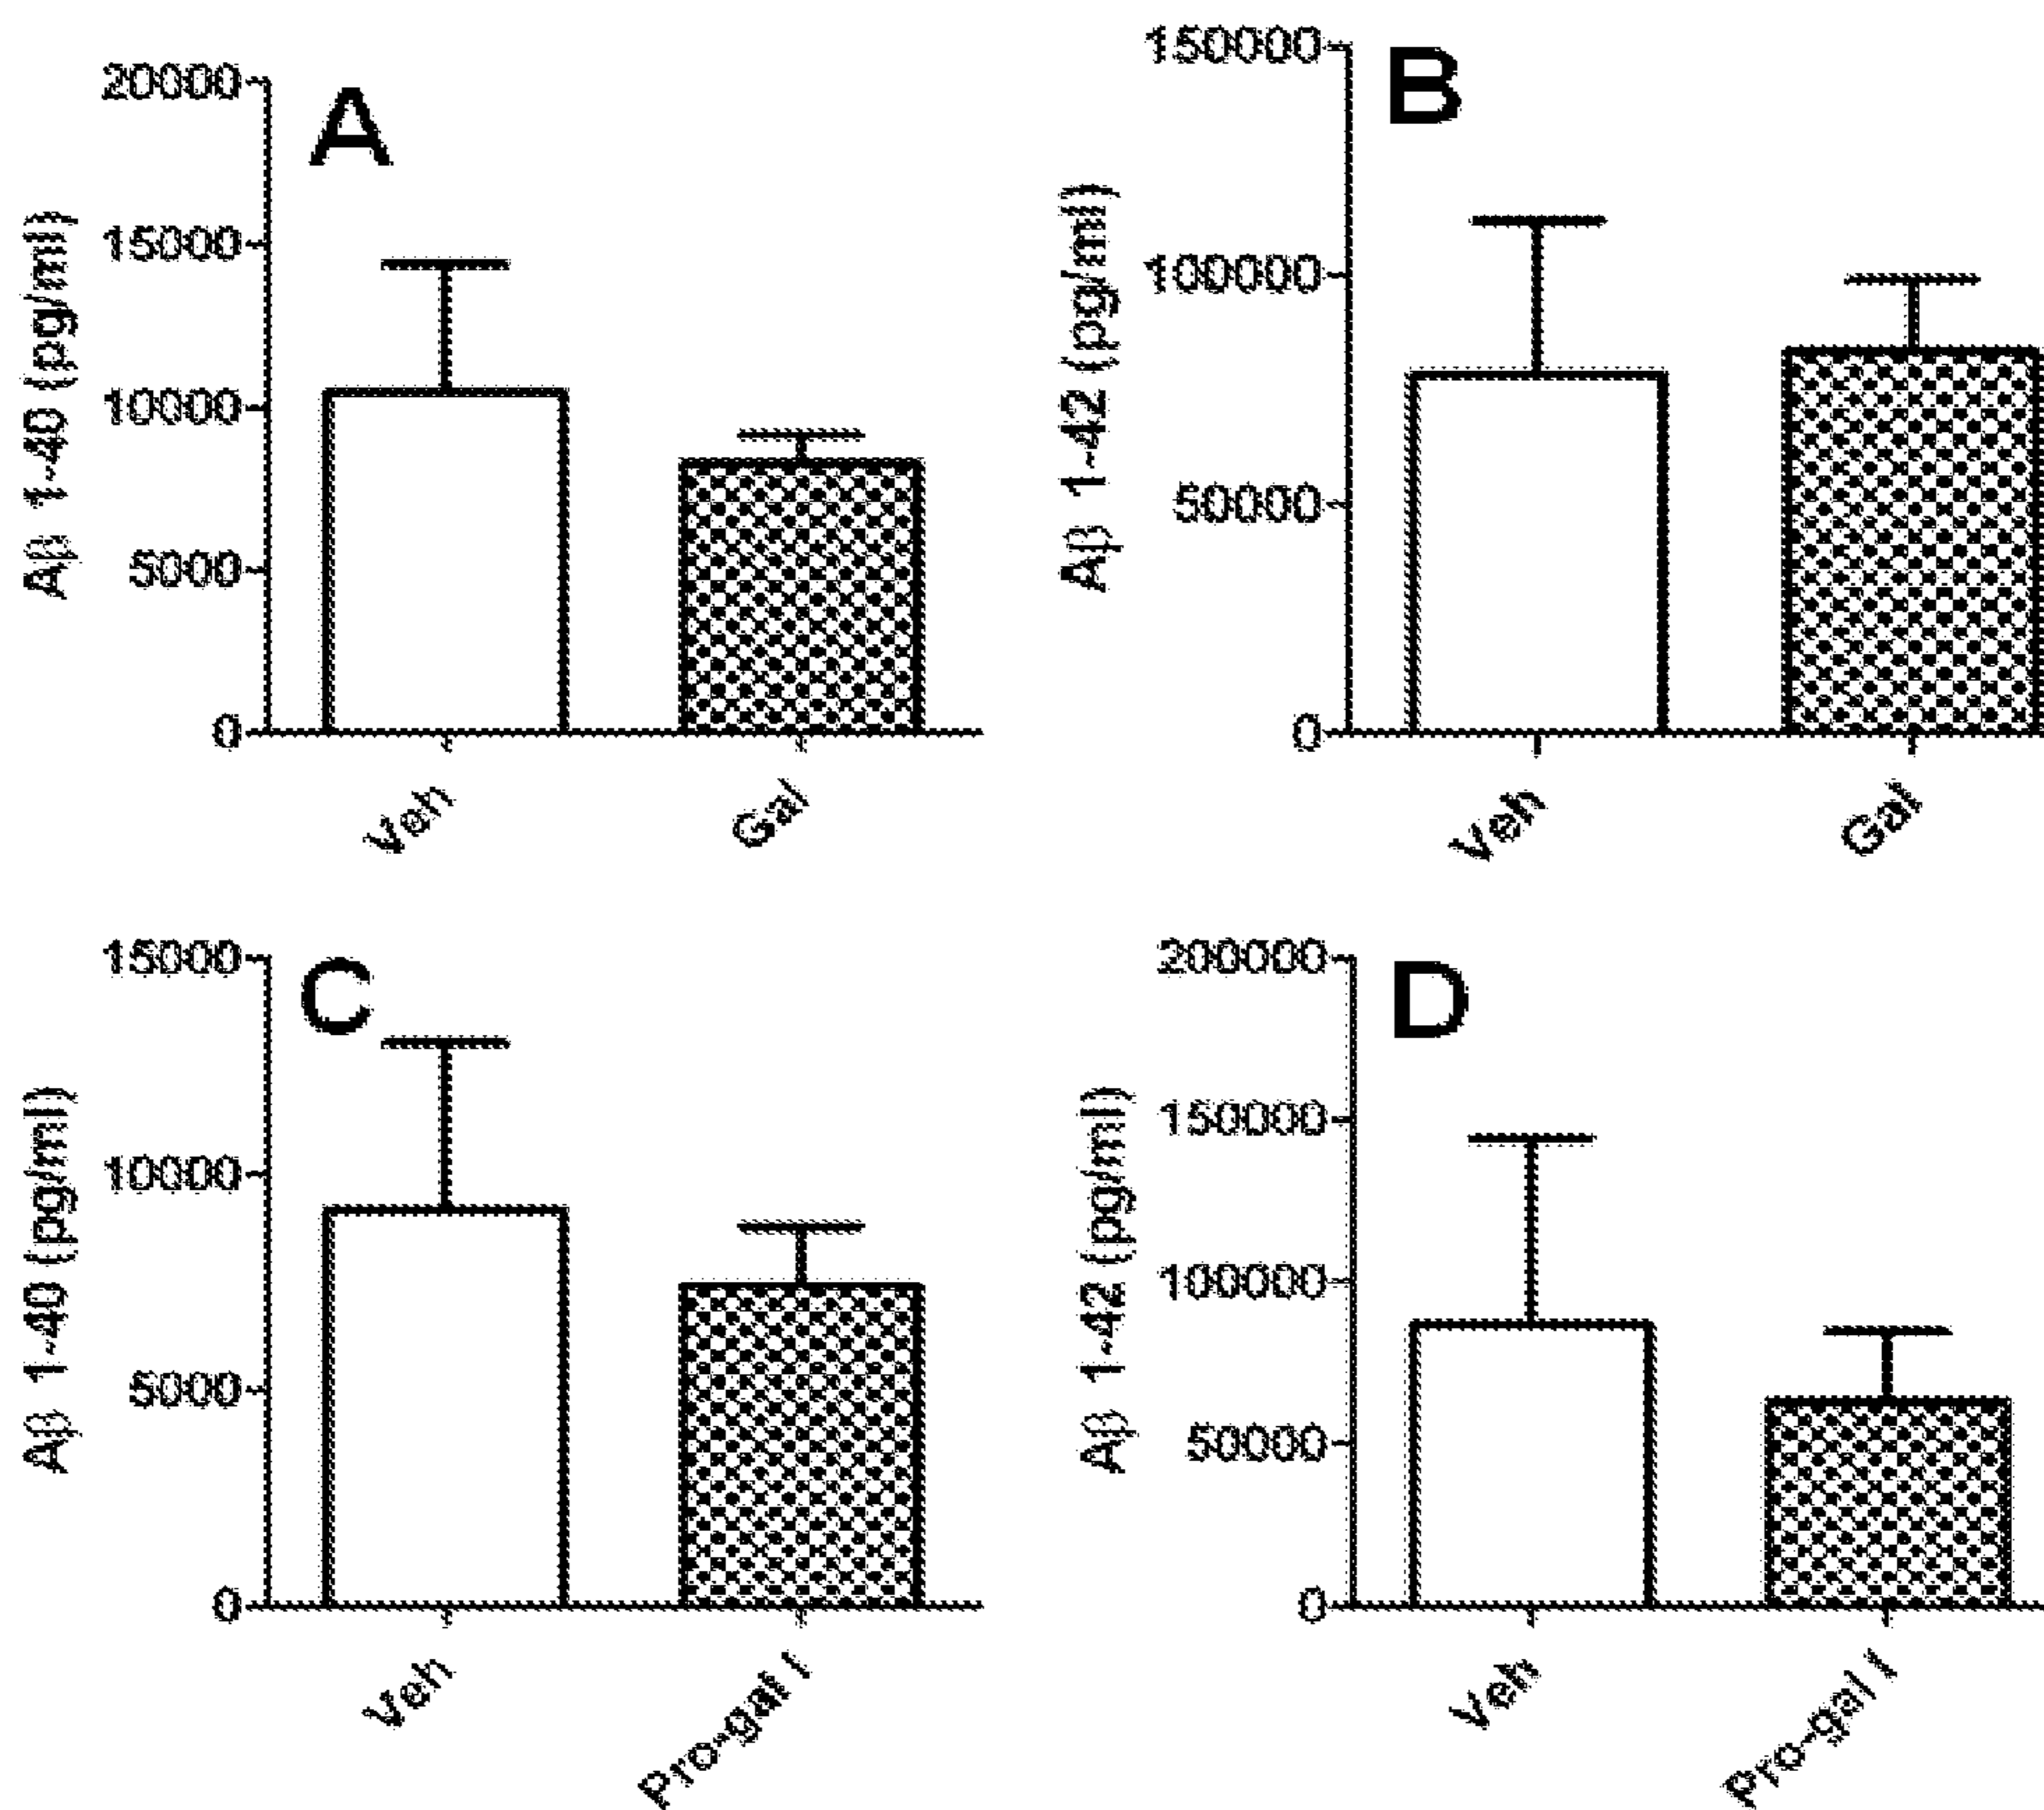 A
Aβ 1-40 (pg/ml)
20000
15000
10000
5000
0
Veh
Gal
B
Aβ 1-42 (pg/ml)
150000
100000
50000
0
Veh
Gal
C
Aβ 1-40 (pg/ml)
15000
10000
5000
0
Veh
Pro-gal I
D
Aβ 1-42 (pg/ml)
200000
150000
100000
50000
0
Veh
Pro-gal I